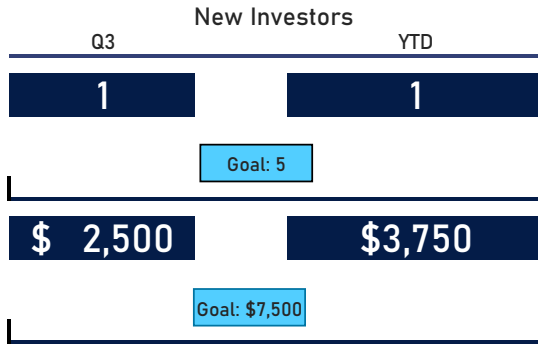 New Investors
Q3 YTD
1 1
Goal: 5
$ 2,500 $3,750
Goal: $7,500